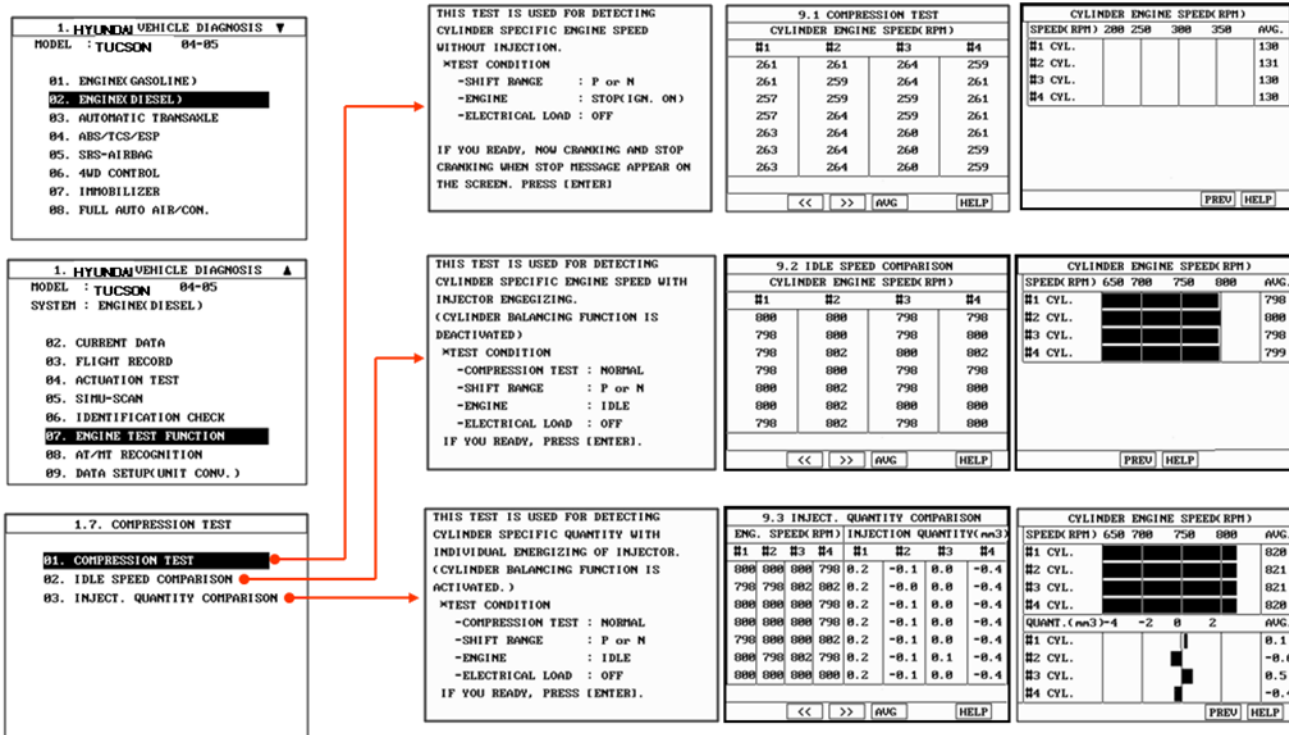 1. HYUNDAI VEHICLE DIAGNOSIS ▼
MODEL : TUCSON 04-05
01. ENGINE(GASOLINE)
02. ENGINE(DIESEL)
03. AUTOMATIC TRANSAXLE
04. ABS/TCS/ESP
05. SRS-AIRBAG
06. 4WD CONTROL
07. IMMOBILIZER
08. FULL AUTO AIR/CON.
THIS TEST IS USED FOR DETECTING
CYLINDER SPECIFIC ENGINE SPEED
WITHOUT INJECTION.
※TEST CONDITION
-SHIFT RANGE : P or N
-ENGINE : STOP(IGN. ON)
-ELECTRICAL LOAD : OFF
IF YOU READY, NOW CRANKING AND STOP
CRANKING WHEN STOP MESSAGE APPEAR ON
THE SCREEN. PRESS [ENTER]
9.1 COMPRESSION TEST
CYLINDER ENGINE SPEED(RPM)
#1 #2 #3 #4
261 261 264 259
261 259 264 261
257 259 259 261
257 264 259 261
263 264 260 261
263 264 260 259
263 264 260 259
<< >> AVG HELP
CYLINDER ENGINE SPEED(RPM)
SPEED(RPM) 200 250 300 350 AVG.
#1 CYL. 130
#2 CYL. 131
#3 CYL. 130
#4 CYL. 130
PREV HELP
1. HYUNDAI VEHICLE DIAGNOSIS ▲
MODEL : TUCSON 04-05
SYSTEM : ENGINE(DIESEL)
02. CURRENT DATA
03. FLIGHT RECORD
04. ACTUATION TEST
05. SIMU-SCAN
06. IDENTIFICATION CHECK
07. ENGINE TEST FUNCTION
08. AT/MT RECOGNITION
09. DATA SETUP(UNIT CONV.)
THIS TEST IS USED FOR DETECTING
CYLINDER SPECIFIC ENGINE SPEED WITH
INJECTOR ENGEGIZING.
(CYLINDER BALANCING FUNCTION IS
DEACTIVATED)
※TEST CONDITION
-COMPRESSION TEST : NORMAL
-SHIFT RANGE : P or N
-ENGINE : IDLE
-ELECTRICAL LOAD : OFF
IF YOU READY, PRESS [ENTER].
9.2 IDLE SPEED COMPARISON
CYLINDER ENGINE SPEED(RPM)
#1 #2 #3 #4
800 800 798 798
798 800 798 800
798 802 800 802
798 800 798 798
800 802 798 800
800 802 800 800
798 802 798 800
<< >> AVG HELP
CYLINDER ENGINE SPEED(RPM)
SPEED(RPM) 650 700 750 800 AVG.
#1 CYL. 798
#2 CYL. 800
#3 CYL. 798
#4 CYL. 799
PREV HELP
1.7. COMPRESSION TEST
01. COMPRESSION TEST
02. IDLE SPEED COMPARISON
03. INJECT. QUANTITY COMPARISON
THIS TEST IS USED FOR DETECTING
CYLINDER SPECIFIC QUANTITY WITH
INDIVIDUAL ENERGIZING OF INJECTOR.
(CYLINDER BALANCING FUNCTION IS
ACTIVATED.)
※TEST CONDITION
-COMPRESSION TEST : NORMAL
-SHIFT RANGE : P or N
-ENGINE : IDLE
-ELECTRICAL LOAD : OFF
IF YOU READY, PRESS [ENTER].
9.3 INJECT. QUANTITY COMPARISON
ENG. SPEED(RPM) INJECTION QUANTITY(mm3)
#1 #2 #3 #4 #1 #2 #3 #4
800 800 800 798 0.2 -0.1 0.0 -0.4
798 798 802 802 0.2 -0.0 0.0 -0.4
800 800 800 798 0.2 -0.1 0.0 -0.4
800 800 800 798 0.2 -0.1 0.0 -0.4
798 800 800 802 0.2 -0.1 0.0 -0.4
800 798 802 798 0.2 -0.1 0.1 -0.4
800 800 800 800 0.2 -0.1 0.0 -0.4
<< >> AVG HELP
CYLINDER ENGINE SPEED(RPM)
SPEED(RPM) 650 700 750 800 AVG.
#1 CYL. 820
#2 CYL. 821
#3 CYL. 821
#4 CYL. 820
QUANT.(mm3)-4 -2 0 2 AVG.
#1 CYL. 0.1
#2 CYL.
#3 CYL. 0.5
#4 CYL. -0.4
PREV HELP